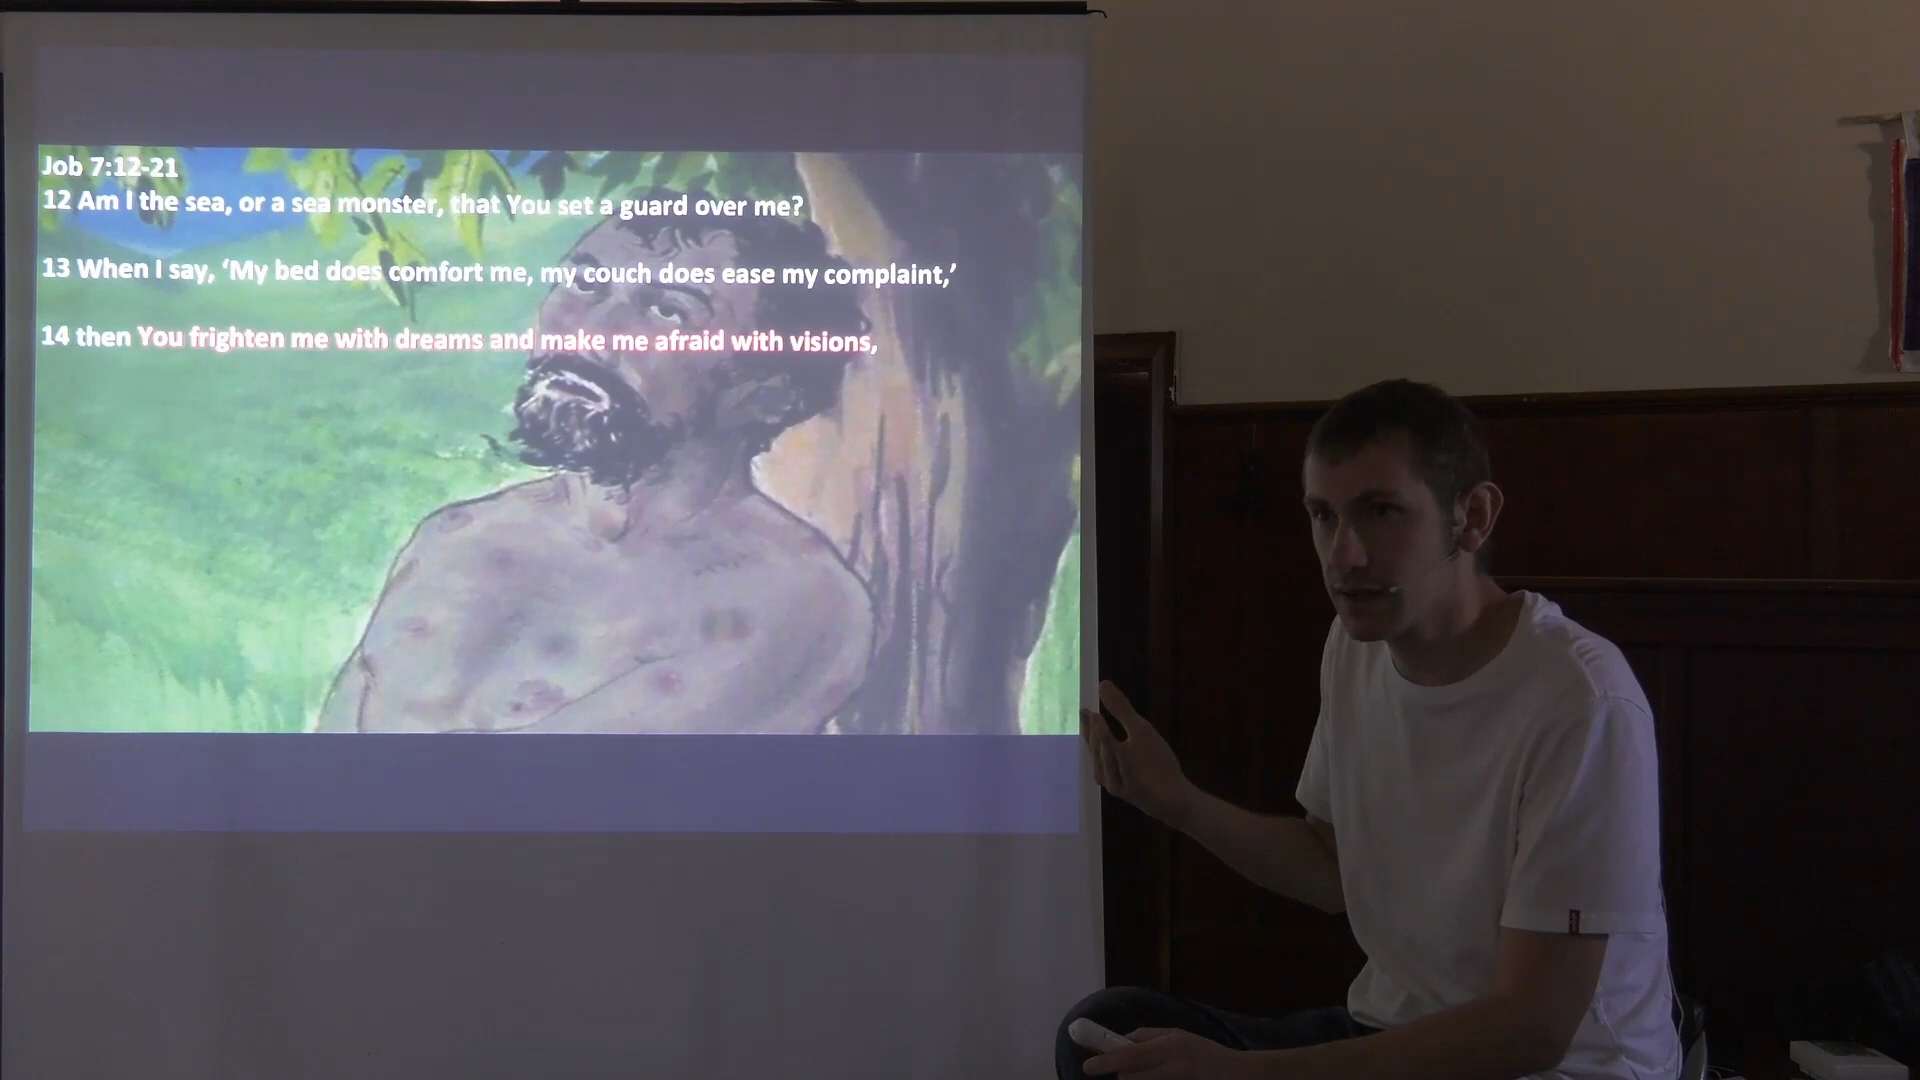 Job 7:12-21
12 Am I the sea, or a sea monster, that You set a guard over me?
13 When I say, ‘My bed does comfort me, my couch does ease my complaint,’
14 then You frighten me with dreams and make me afraid with visions,